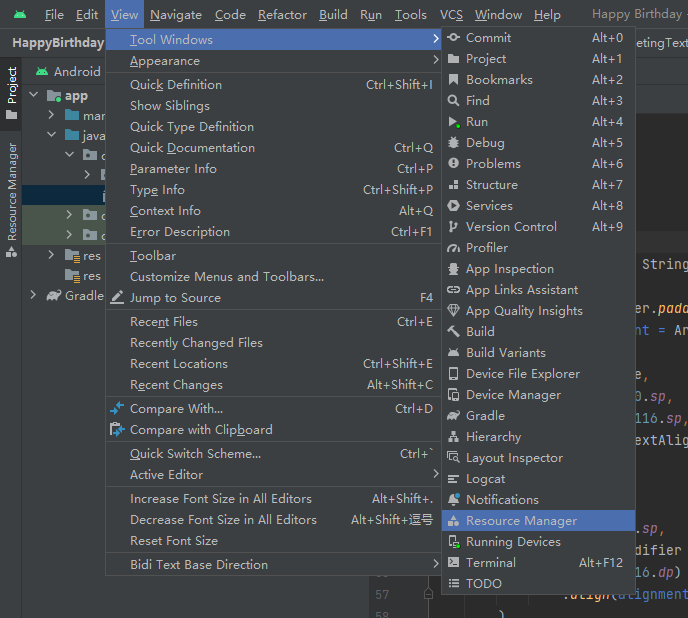 File Edit View Navigate Code Refactor Build Run Tools VCS Window Help Happy Birthday -
HappyBirthday
etingText
Project
Resource Manager
Android
app
java
res
res
Gradle
Tool Windows
Appearance
Quick Definition Ctrl+Shift+I
Show Siblings
Quick Type Definition
Quick Documentation Ctrl+Q
Parameter Info Ctrl+P
Type Info Ctrl+Shift+P
Context Info Alt+Q
Error Description Ctrl+F1
Toolbar
Customize Menus and Toolbars...
Jump to Source F4
Recent Files Ctrl+E
Recently Changed Files
Recent Locations Ctrl+Shift+E
Recent Changes Alt+Shift+C
Compare With... Ctrl+D
Compare with Clipboard
Quick Switch Scheme... Ctrl+`
Active Editor
Increase Font Size in All Editors Alt+Shift+.
Decrease Font Size in All Editors Alt+Shift+逗号
Reset Font Size
Bidi Text Base Direction
Commit Alt+0
Project Alt+1
Bookmarks Alt+2
Find Alt+3
Run Alt+4
Debug Alt+5
Problems Alt+6
Structure Alt+7
Services Alt+8
Version Control Alt+9
Profiler
App Inspection
App Links Assistant
App Quality Insights
Build
Build Variants
Device File Explorer
Device Manager
Gradle
Hierarchy
Layout Inspector
Logcat
Notifications
Resource Manager
Running Devices
Terminal Alt+F12
TODO
String
er.padd
nt = Ar
e,
0.sp,
116.sp,
extAlig
.sp,
difier
16.dp)
57 .align(alignment
58 )